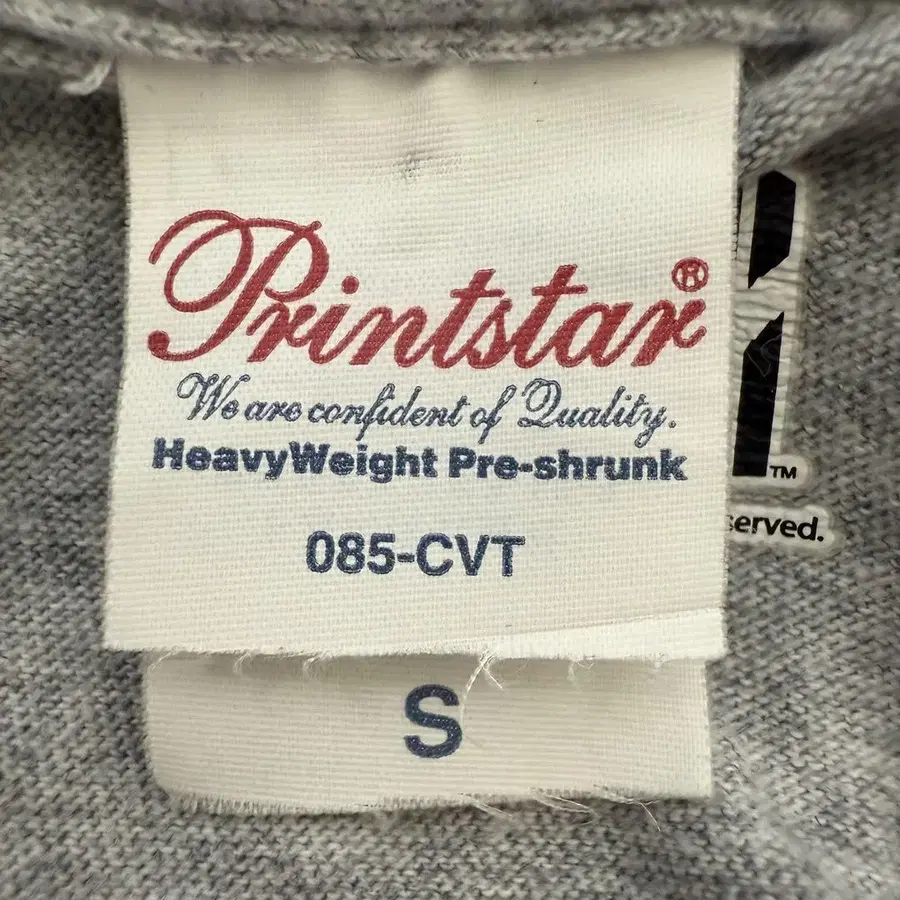 Printstar®
We are confident of Quality.
HeavyWeight Pre-shrunk
085-CVT
S
TM
served.